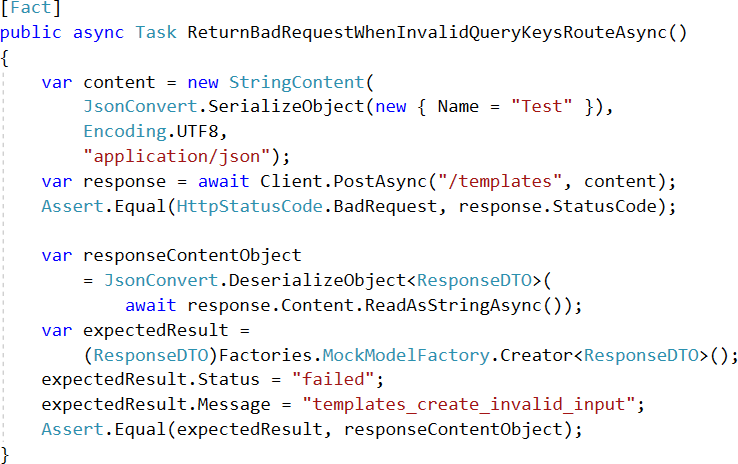 [Fact]
public async Task ReturnBadRequestWhenInvalidQueryKeysRouteAsync()
{
    var content = new StringContent(
        JsonConvert.SerializeObject(new { Name = "Test" }),
        Encoding.UTF8,
        "application/json");
    var response = await Client.PostAsync("/templates", content);
    Assert.Equal(HttpStatusCode.BadRequest, response.StatusCode);

    var responseContentObject
        = JsonConvert.DeserializeObject<ResponseDTO>(
            await response.Content.ReadAsStringAsync());
    var expectedResult =
        (ResponseDTO)Factories.MockModelFactory.Creator<ResponseDTO>();
    expectedResult.Status = "failed";
    expectedResult.Message = "templates_create_invalid_input";
    Assert.Equal(expectedResult, responseContentObject);
}